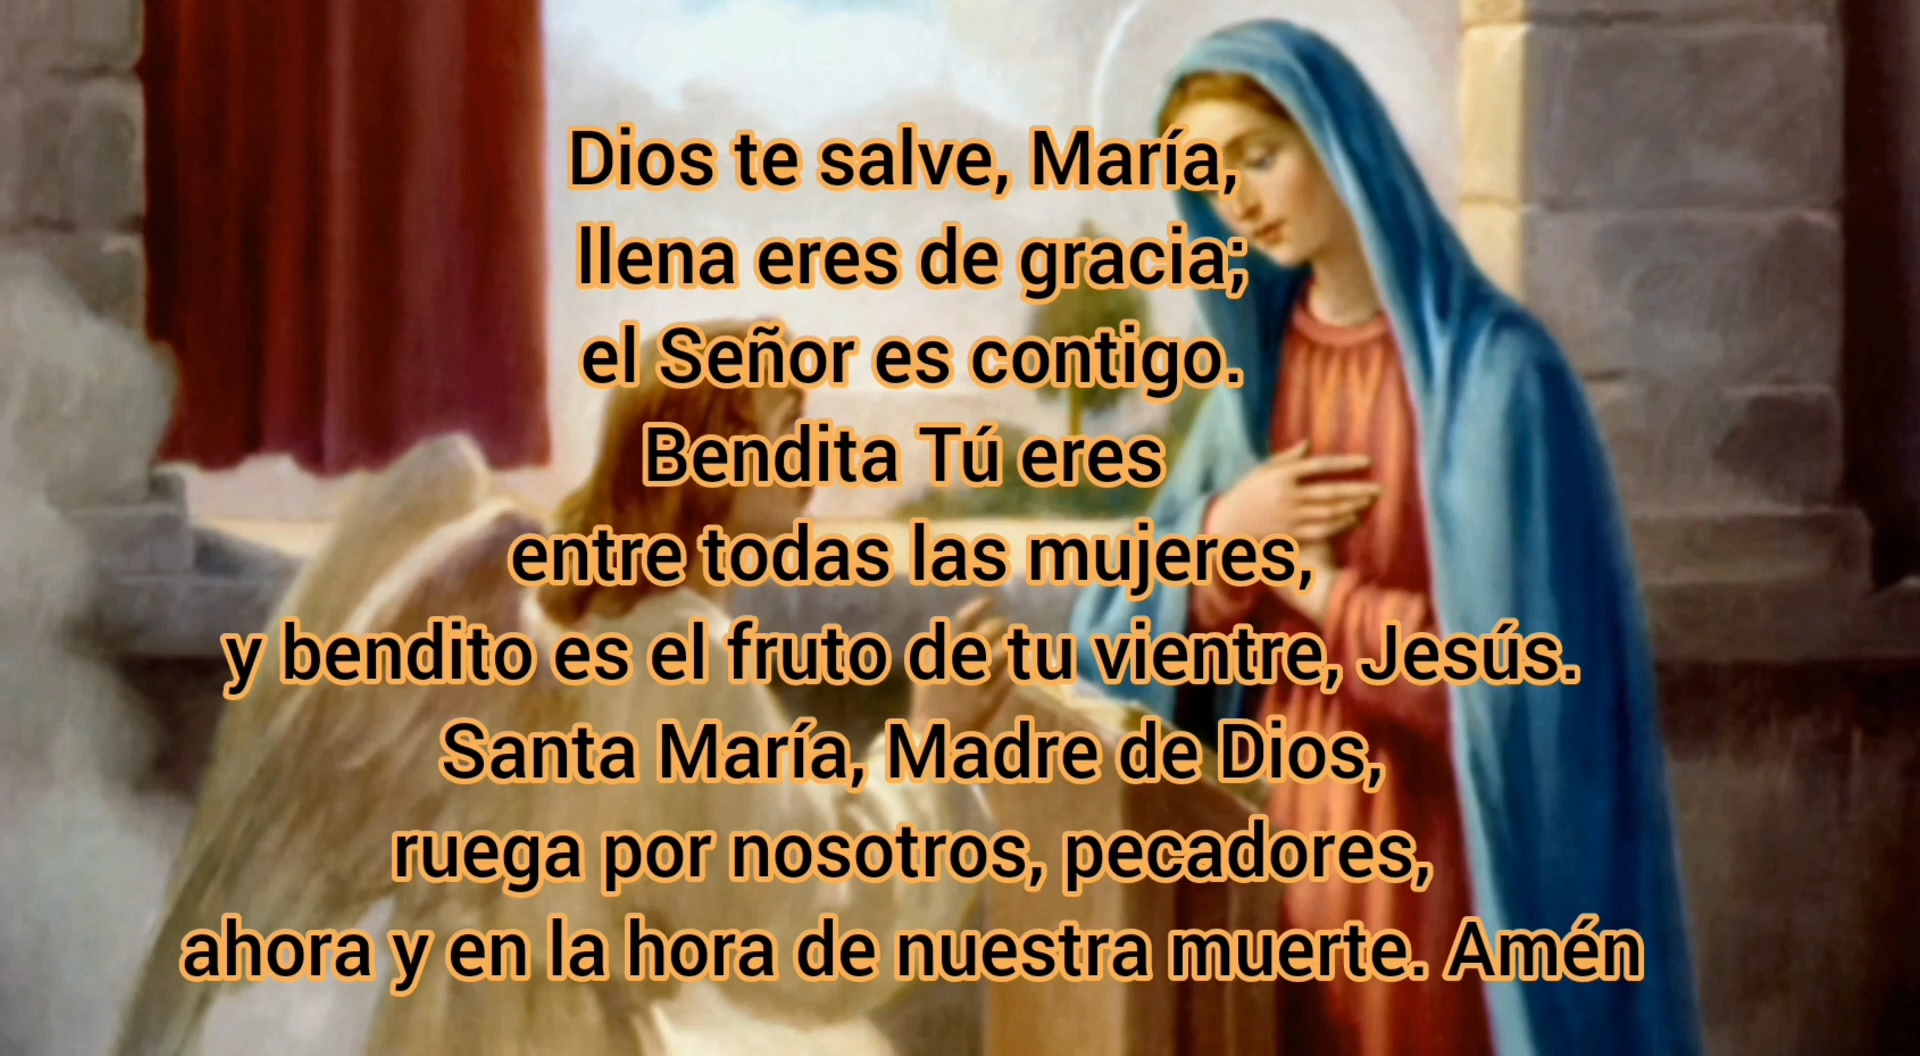 Dios te salve, María,
llena eres de gracia;
el Señor es contigo.
Bendita Tú eres
entre todas las mujeres,
y bendito es el fruto de tu vientre, Jesús.
Santa María, Madre de Dios,
ruega por nosotros, pecadores,
ahora y en la hora de nuestra muerte. Amén